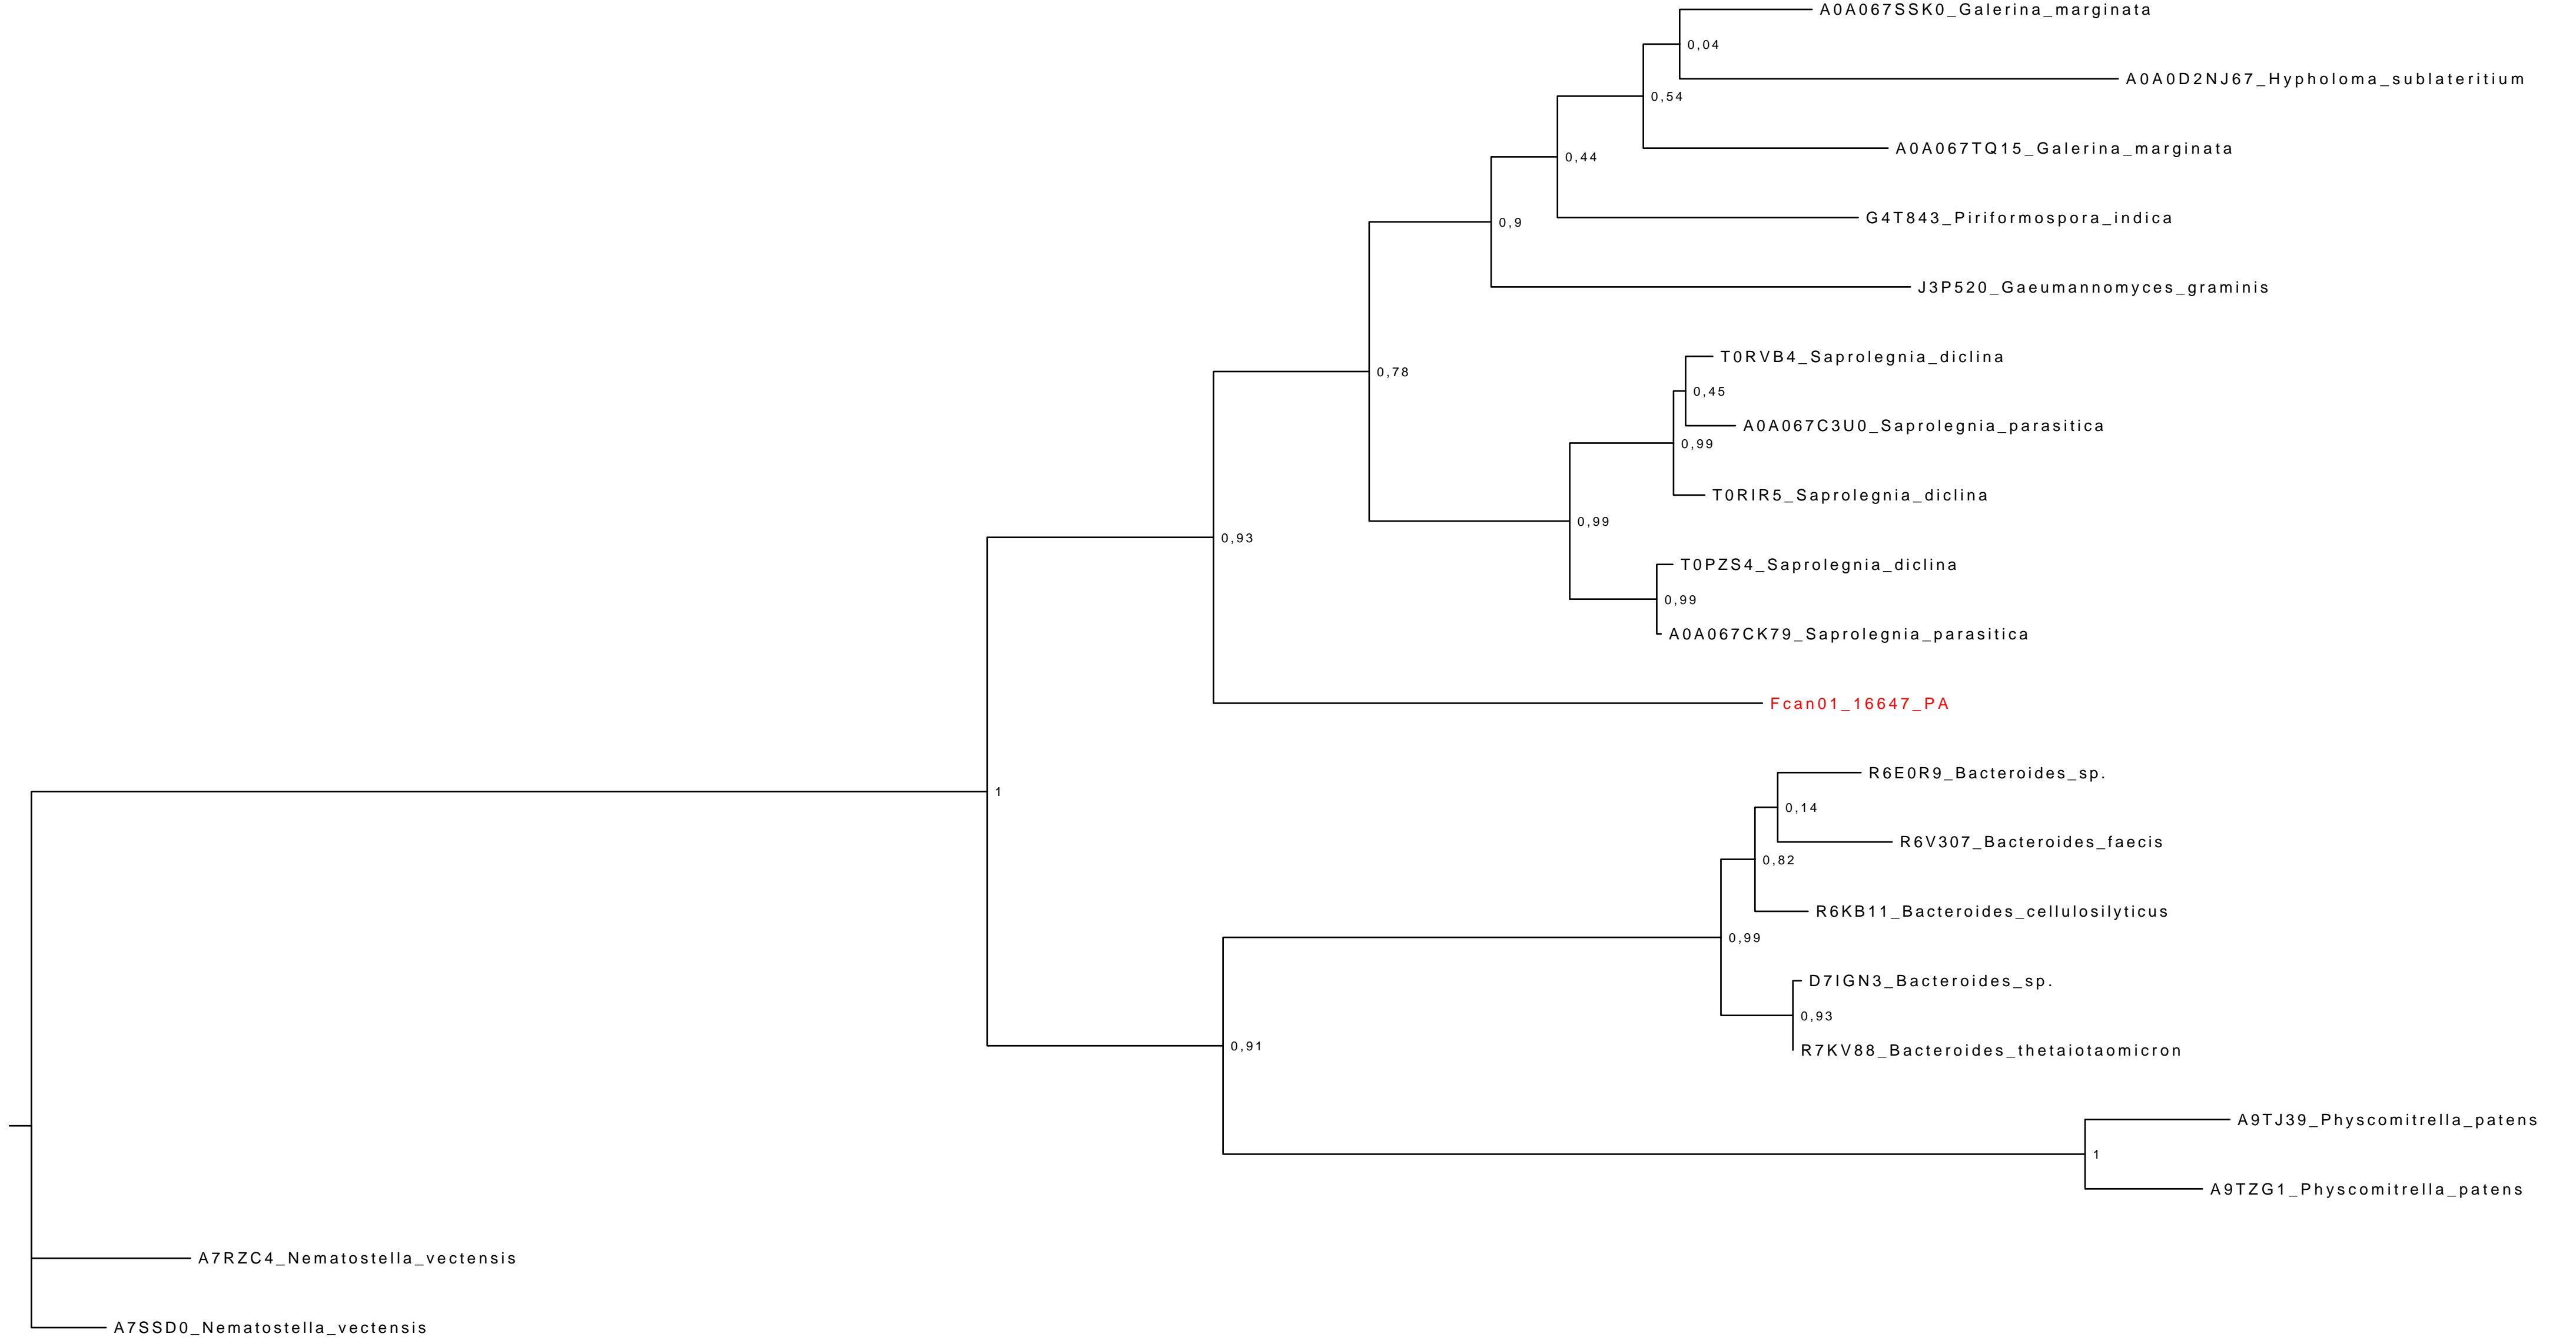 A0A067SSK0_Galerina_marginata
0,04
A0A0D2NJ67_Hypholoma_sublateritium
0,54
A0A067TQ15_Galerina_marginata
0,44
G4T843_Piriformospora_indica
0,9
J3P520_Gaeumannomyces_graminis
T0RVB4_Saprolegnia_diclina
0,78
0,45
A0A067C3U0_Saprolegnia_parasitica
0,99
T0RIR5_Saprolegnia_diclina
0,99
0,93
T0PZS4_Saprolegnia_diclina
0,99
A0A067CK79_Saprolegnia_parasitica
Fcan01_16647_PA
R6E0R9_Bacteroides_sp.
1
0,14
R6V307_Bacteroides_faecis
0,82
R6KB11_Bacteroides_cellulosilyticus
0,99
D7IGN3_Bacteroides_sp.
0,93
0,91
R7KV88_Bacteroides_thetaiotaomicron
A9TJ39_Physcomitrella_patens
1
A9TZG1_Physcomitrella_patens
A7RZC4_Nematostella_vectensis
A7SSD0_Nematostella_vectensis